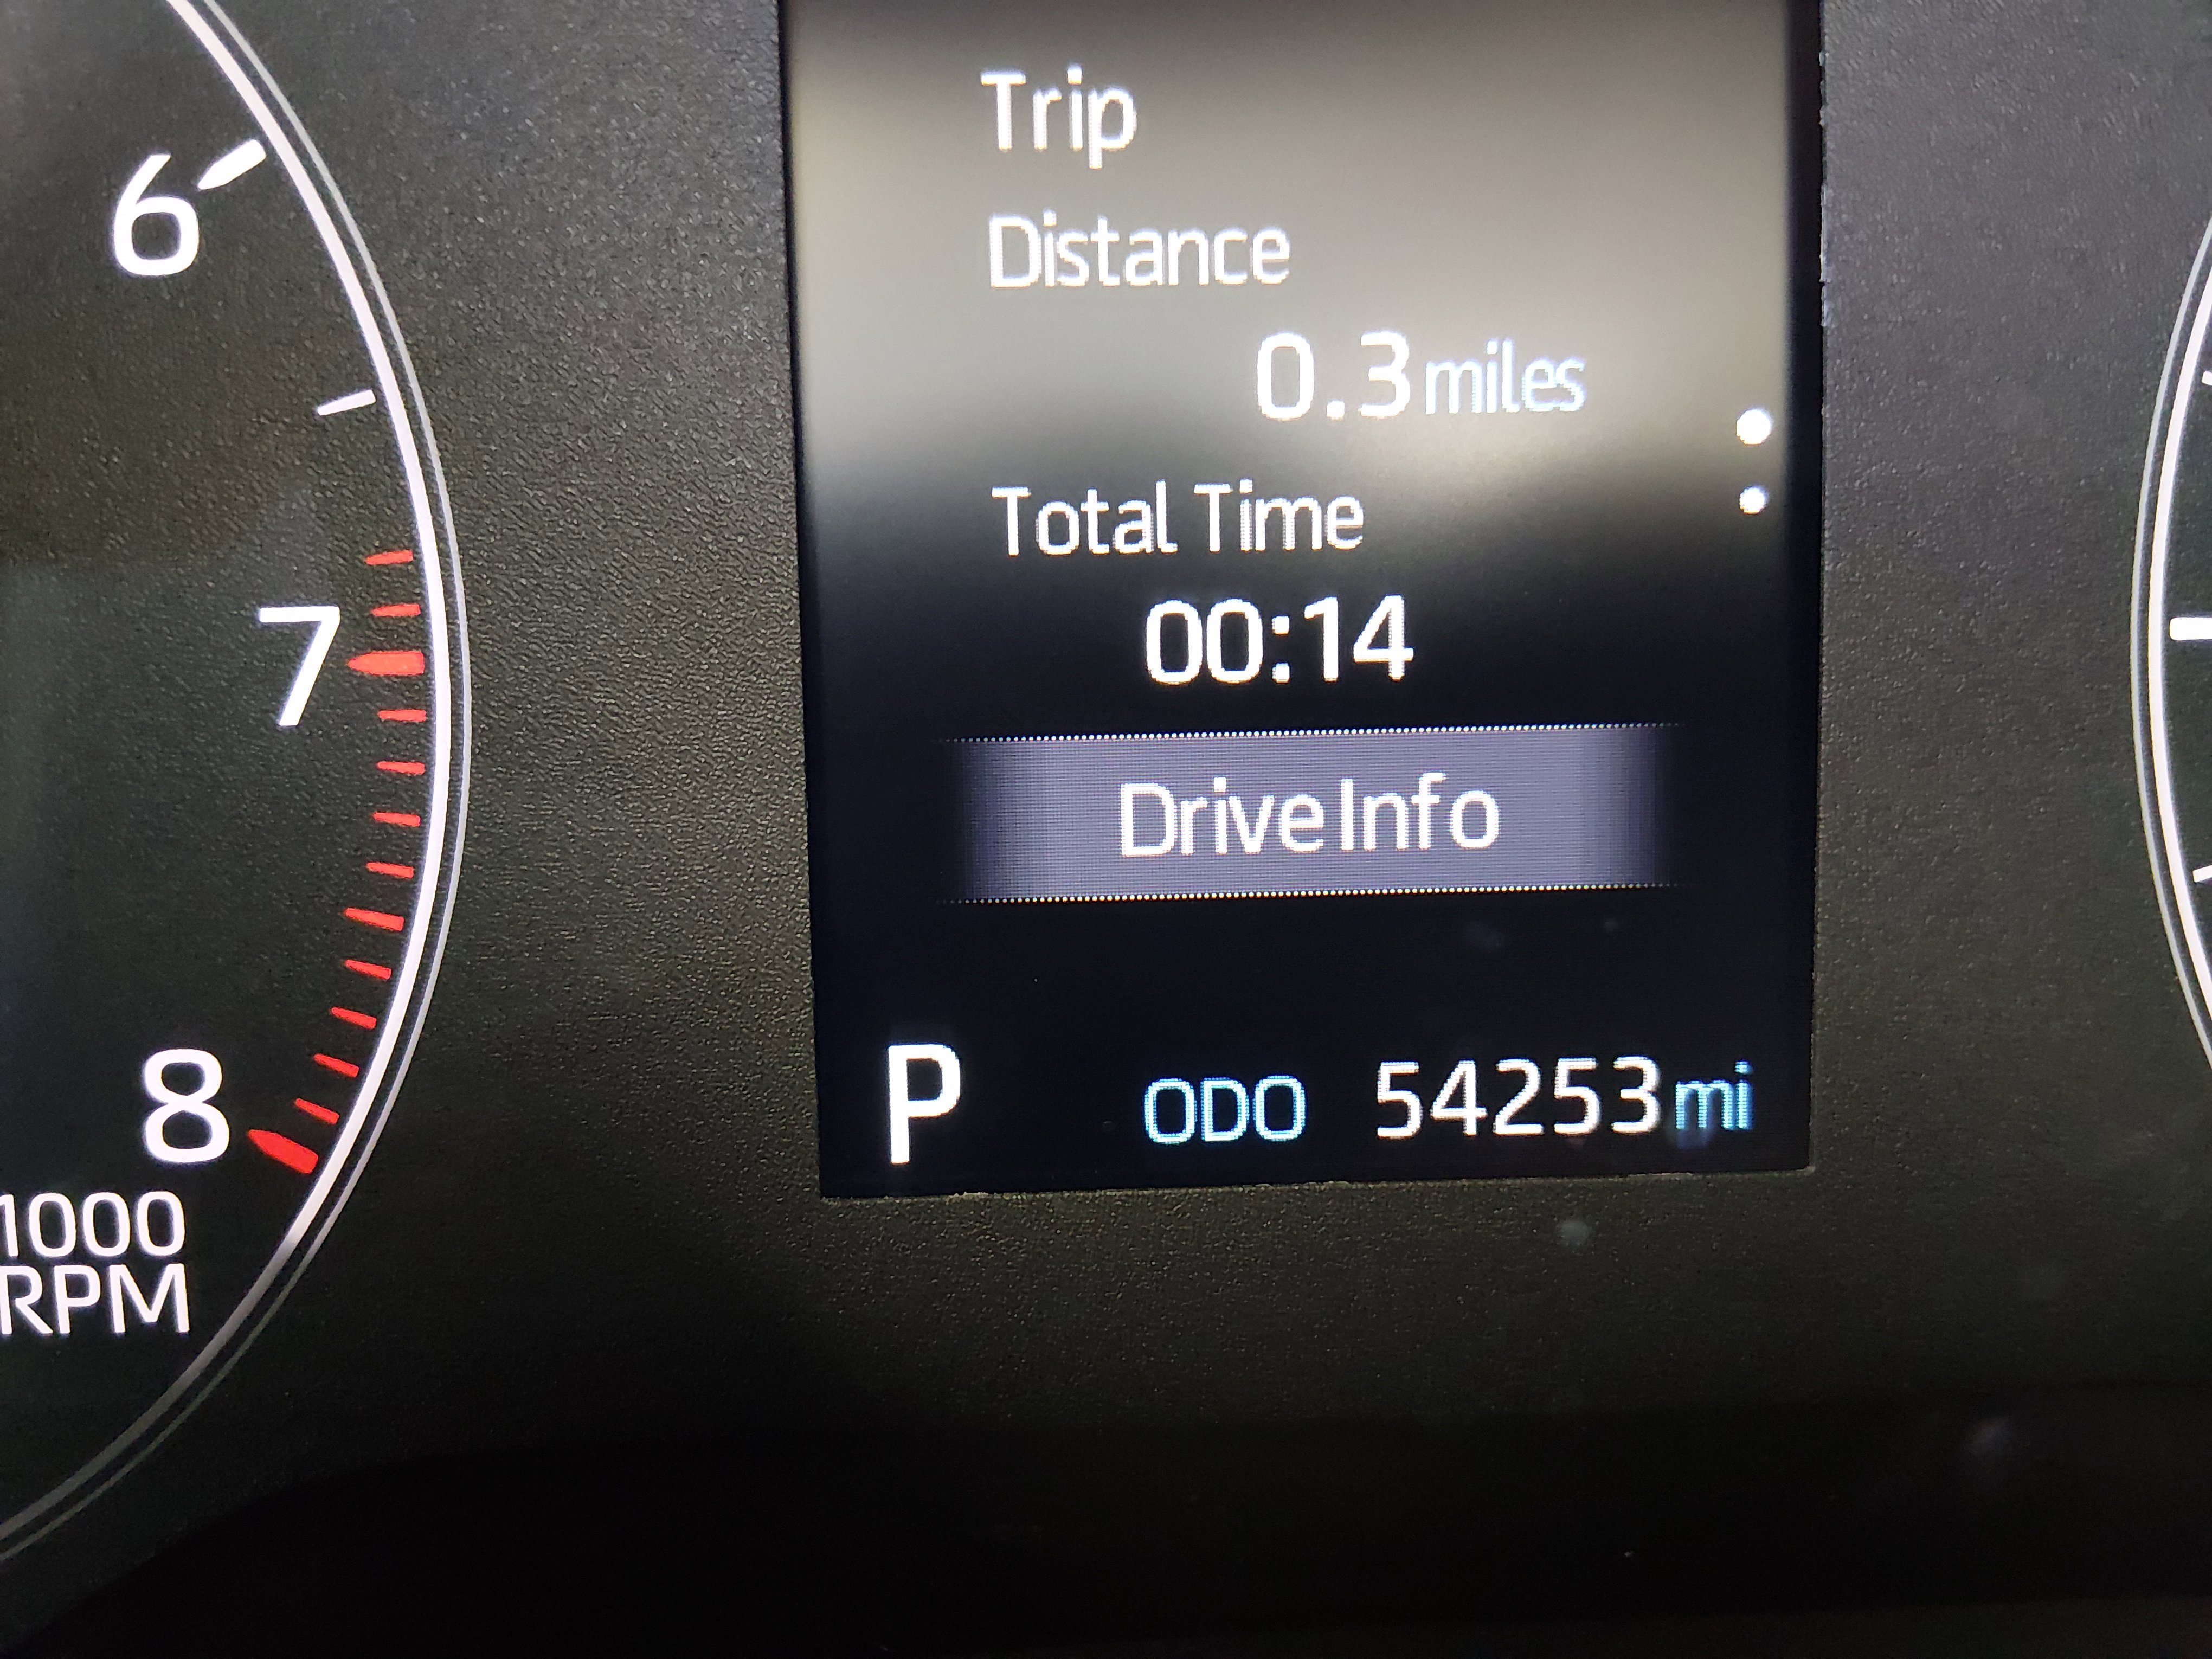 6
7
8
1000
RPM
Trip
Distance
0.3 miles
Total Time
00:14
Drive Info
P ODO 54253 mi